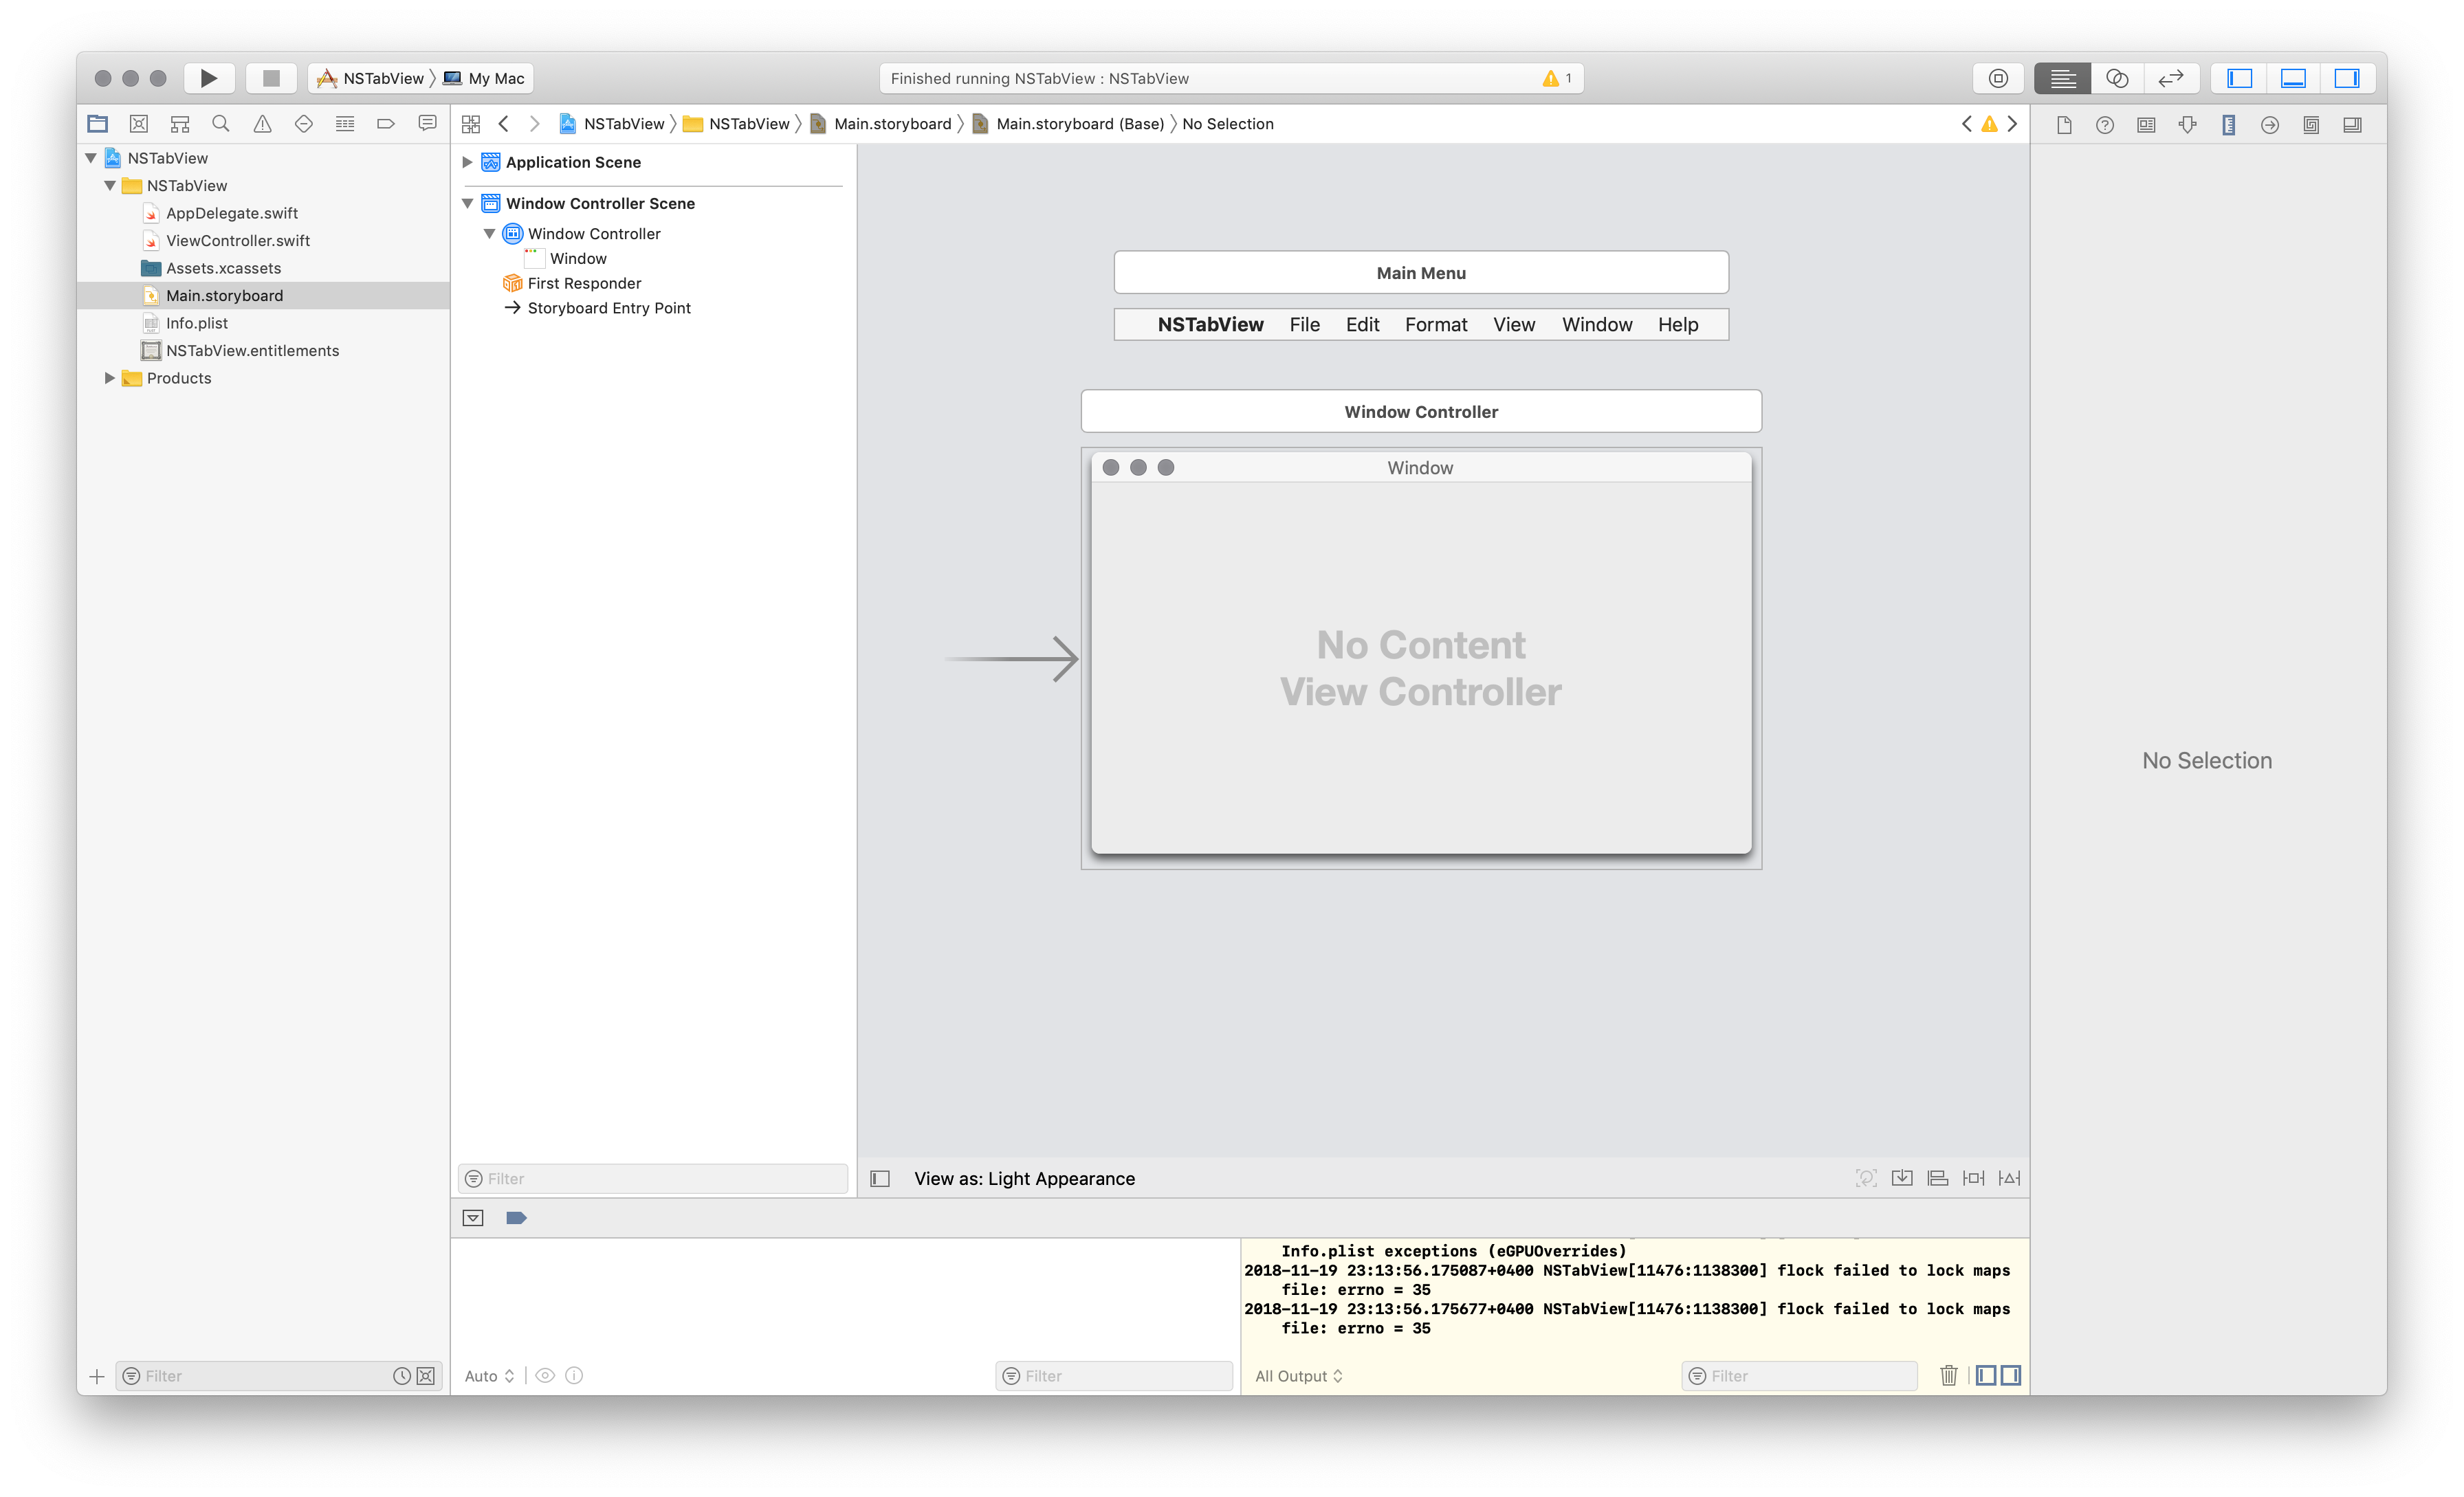 NSTabView My Mac
Finished running NSTabView : NSTabView
1
NSTabView NSTabView Main.storyboard Main.storyboard (Base) No Selection
NSTabView
NSTabView
AppDelegate.swift
ViewController.swift
Assets.xcassets
Main.storyboard
Info.plist
NSTabView.entitlements
Products
Application Scene
Window Controller Scene
Window Controller
Window
First Responder
Storyboard Entry Point
Main Menu
NSTabView File Edit Format View Window Help
Window Controller
Window
No Content
View Controller
No Selection
Filter
View as: Light Appearance
Info.plist exceptions (eGPUOverrides)
2018-11-19 23:13:56.175087+0400 NSTabView[11476:1138300] flock failed to lock maps
file: errno = 35
2018-11-19 23:13:56.175677+0400 NSTabView[11476:1138300] flock failed to lock maps
file: errno = 35
Filter
Auto
Filter
All Output
Filter